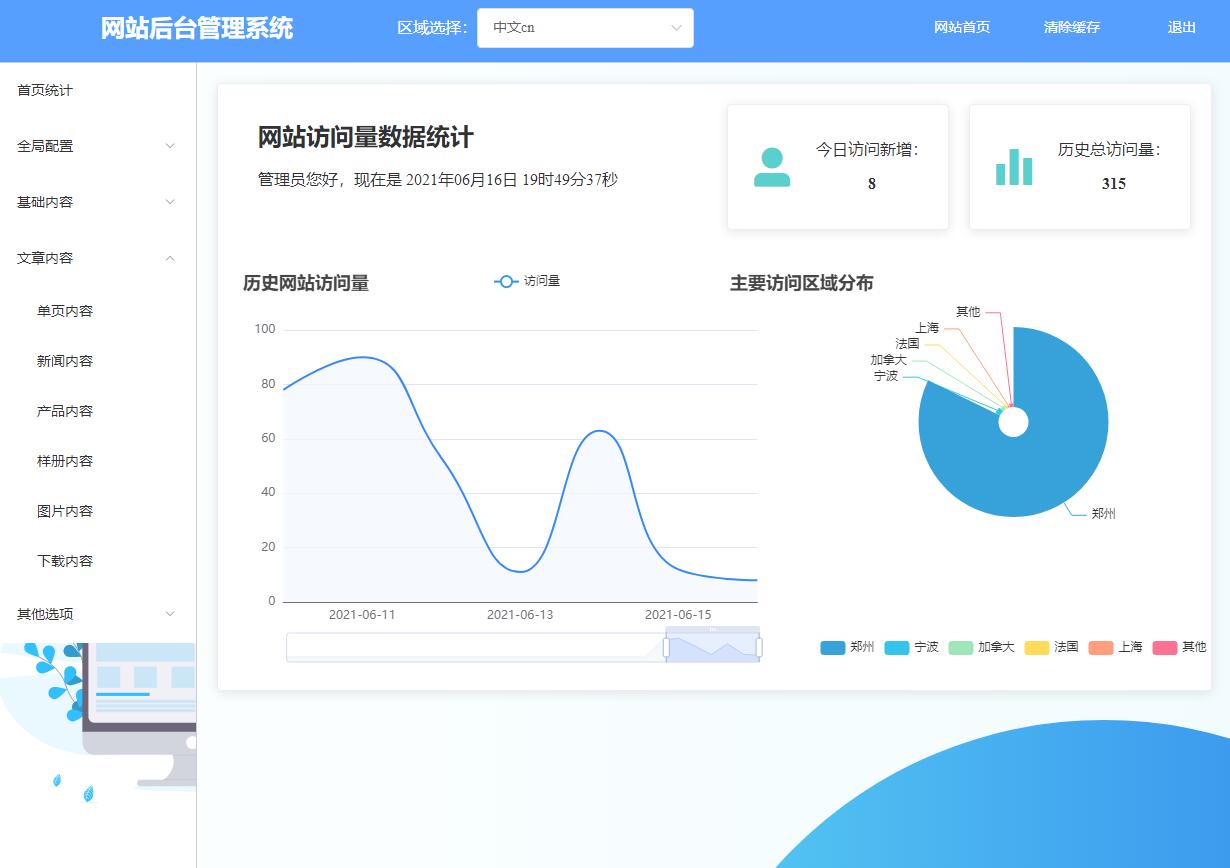 网站后台管理系统
区域选择：
中文cn
网站首页
清除缓存
退出
首页统计
全局配置
基础内容
文章内容
单页内容
新闻内容
产品内容
样册内容
图片内容
下载内容
其他选项
网站访问量数据统计
管理员您好，现在是 2021年06月16日 19时49分37秒
今日访问新增：
8
历史总访问量：
315
历史网站访问量
访问量
100
80
60
40
20
0
2021-06-11
2021-06-13
2021-06-15
主要访问区域分布
其他
上海
法国
加拿大
宁波
郑州
郑州
宁波
加拿大
法国
上海
其他